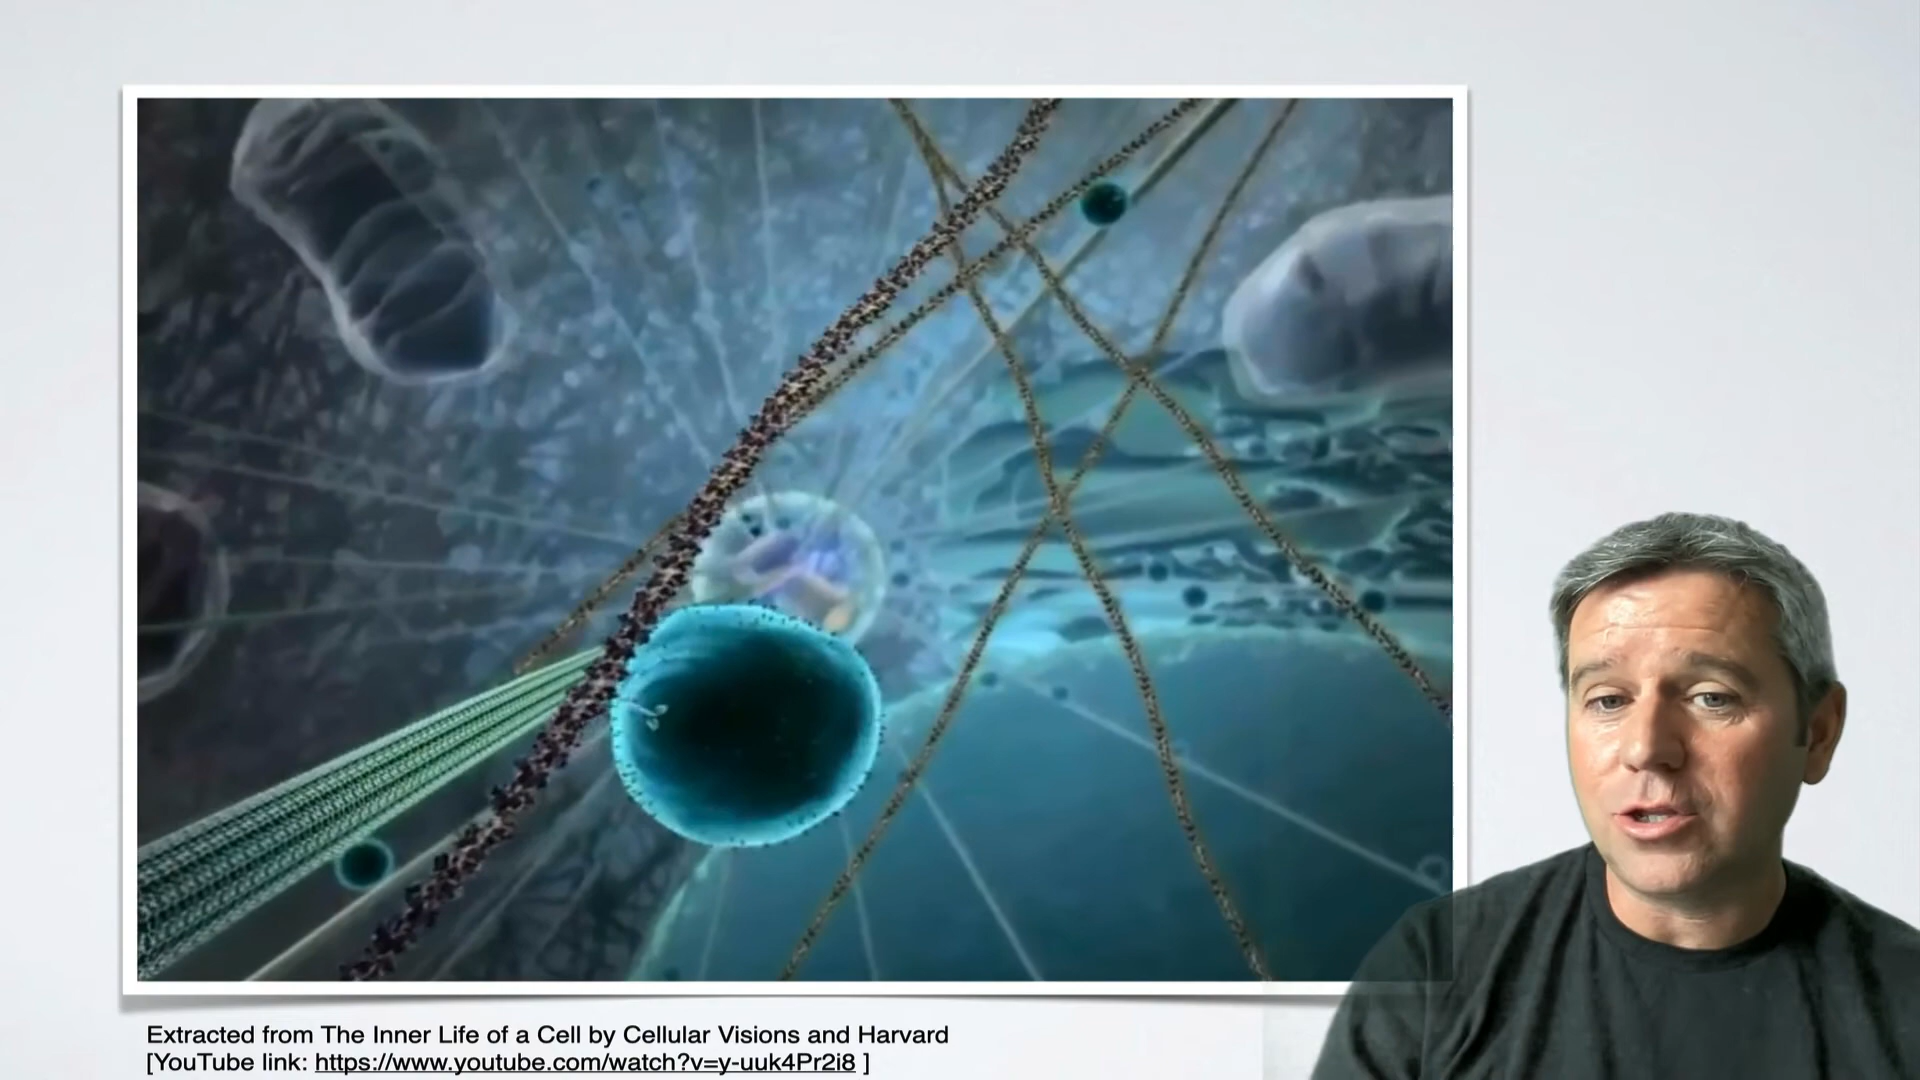 Extracted from The Inner Life of a Cell by Cellular Visions and Harvard
[YouTube link: https://www.youtube.com/watch?v=y-uuk4Pr2i8 ]